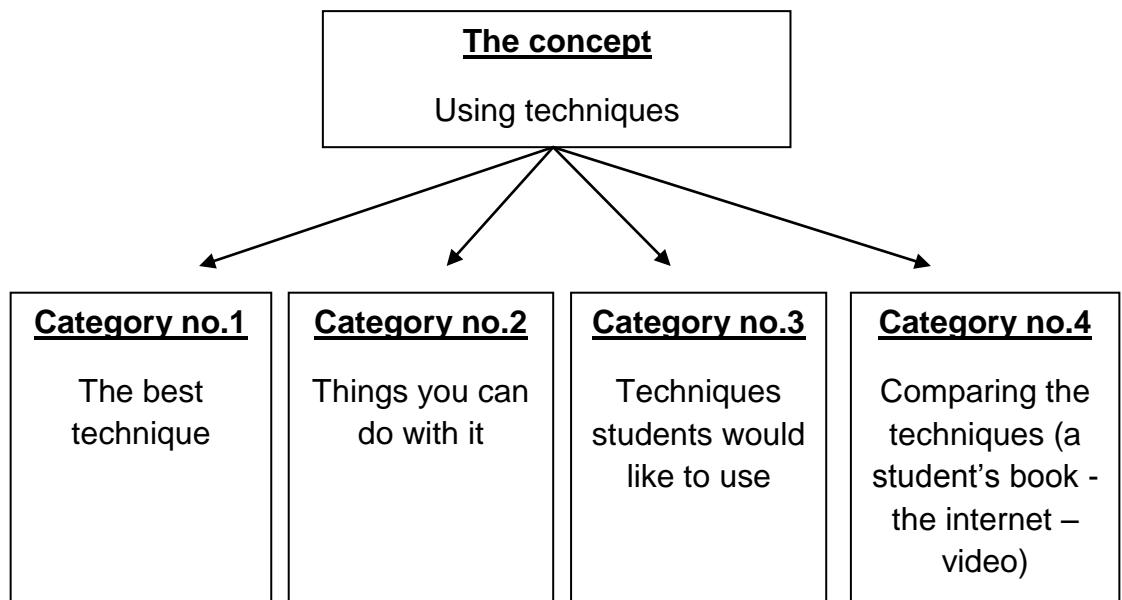 The concept
Using techniques
Category no.1
The best
technique
Category no.2
Things you can
do with it
Category no.3
Techniques
students would
like to use
Category no.4
Comparing the
techniques (a
student’s book -
the internet –
video)